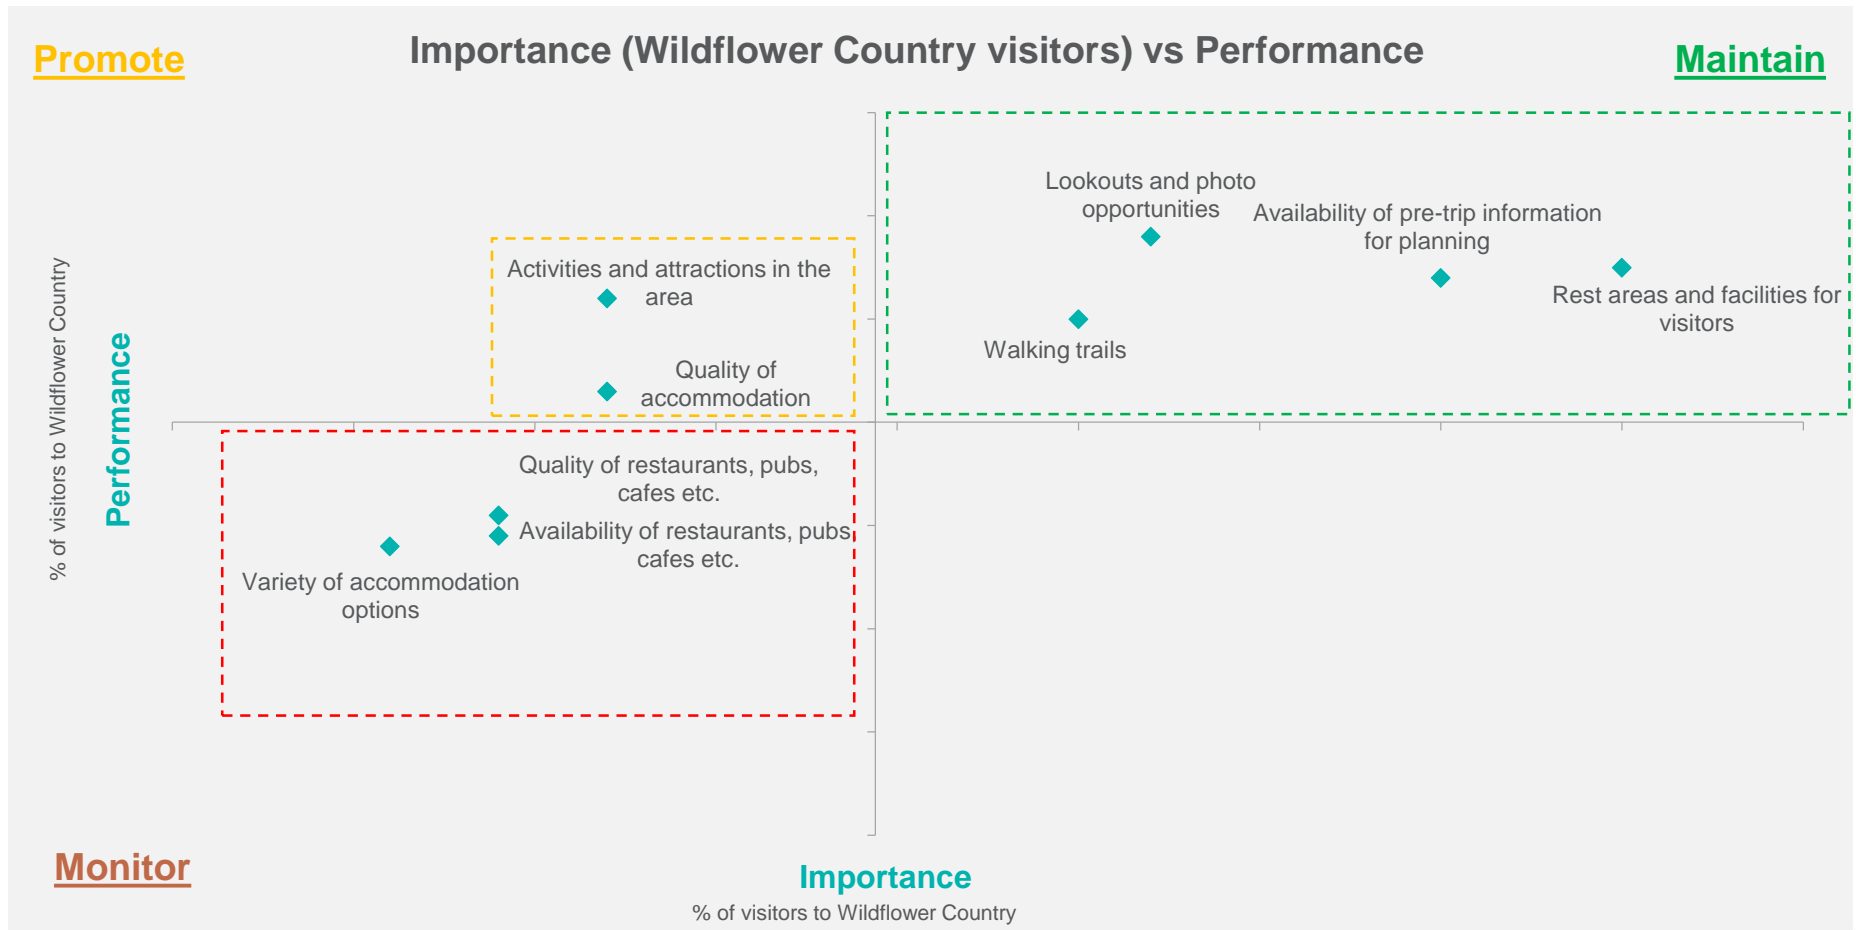 Promote
Importance (Wildflower Country visitors) vs Performance
Maintain
Lookouts and photo
opportunities
Availability of pre-trip information
for planning
Activities and attractions in the
area
Rest areas and facilities for
visitors
Walking trails
Quality of
accommodation
Performance
% of visitors to Wildflower Country
Quality of restaurants, pubs,
cafes etc.
Availability of restaurants, pubs,
cafes etc.
Variety of accommodation
options
Monitor
Importance
% of visitors to Wildflower Country